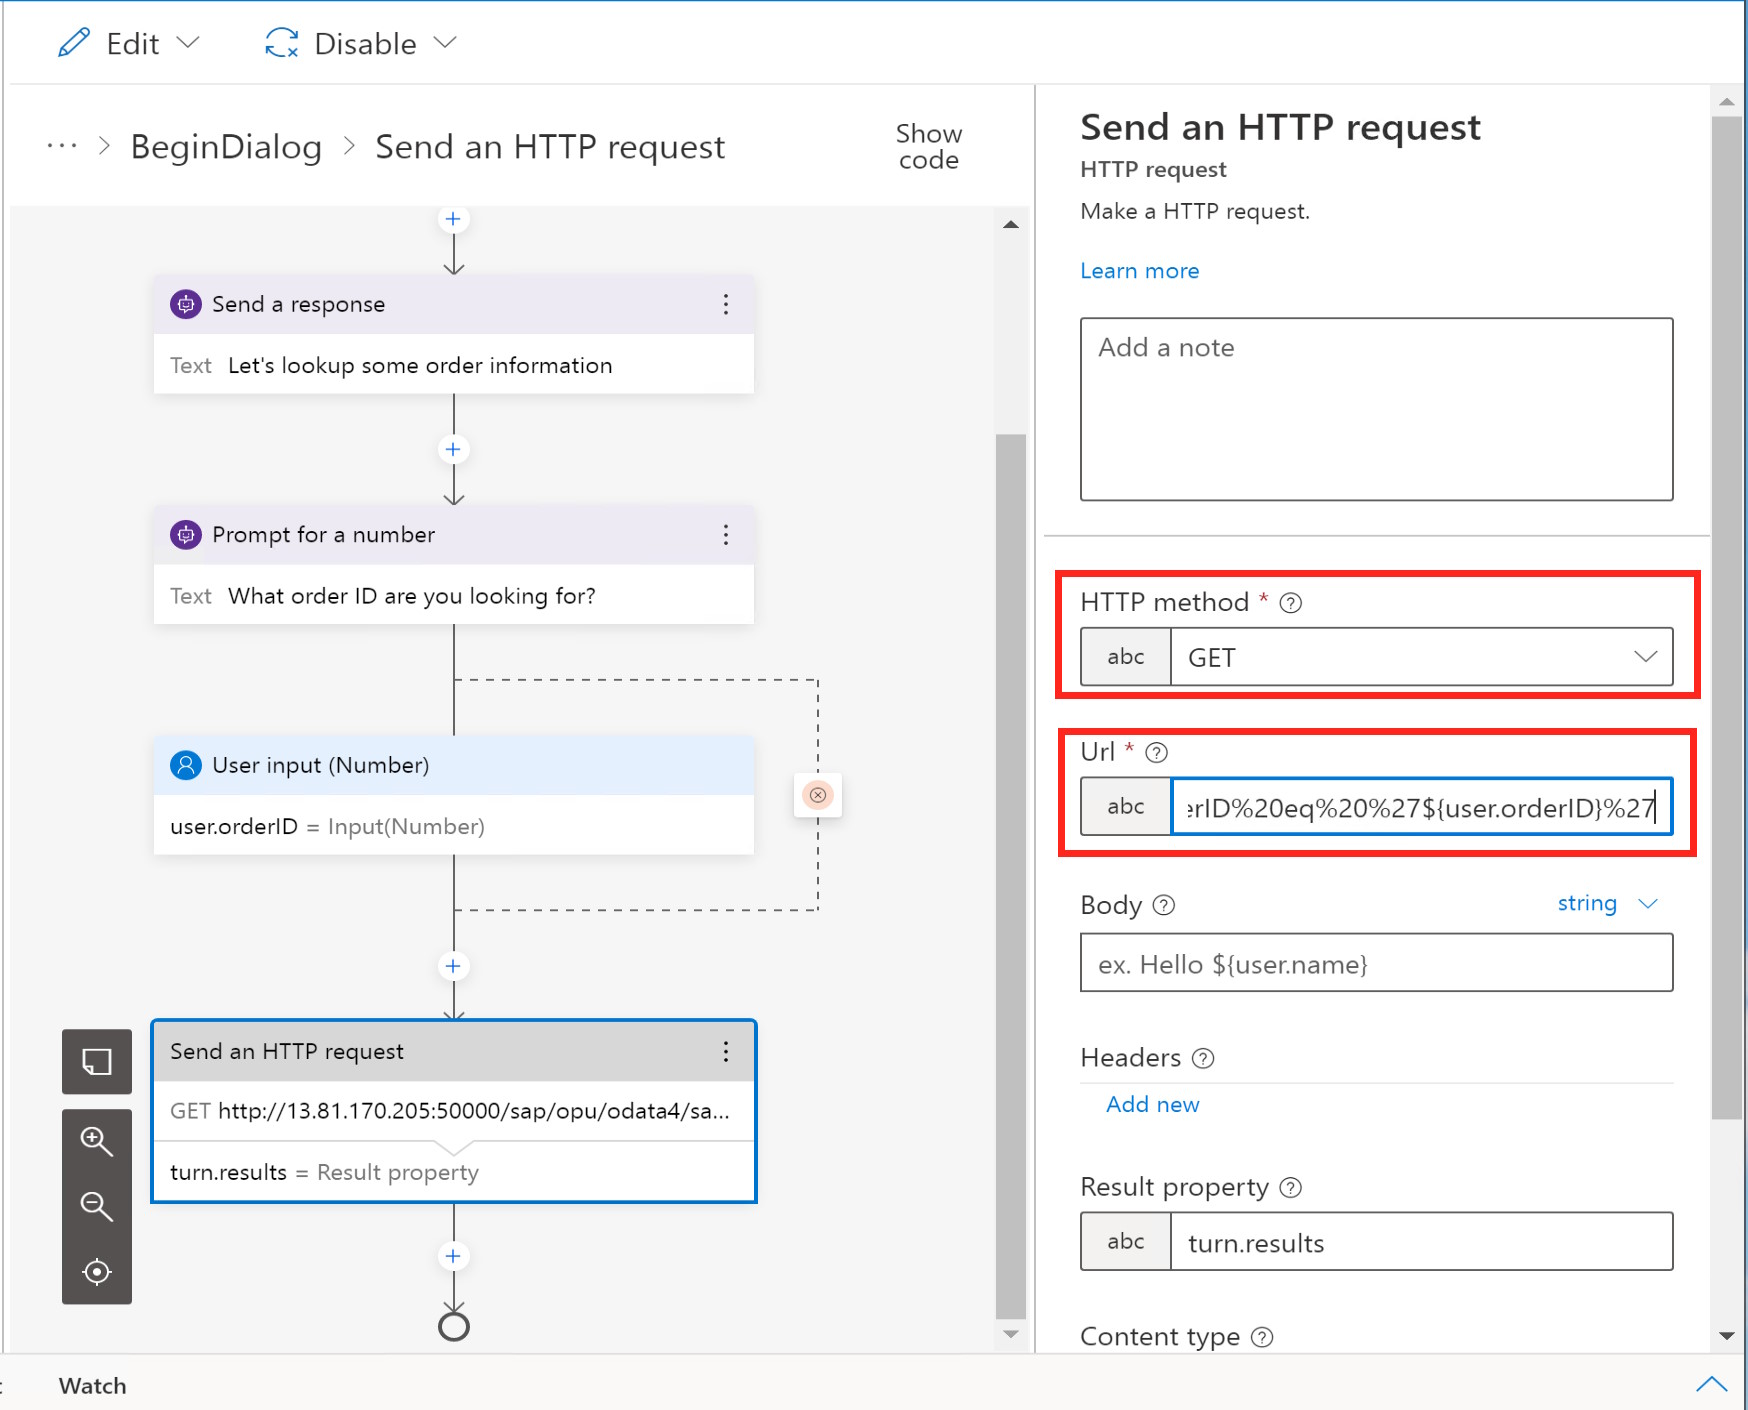 Edit
Disable
BeginDialog
Send an HTTP request
Show
code
Send a response
Text Let's lookup some order information
Prompt for a number
Text What order ID are you looking for?
User input (Number)
user.orderID = Input(Number)
Send an HTTP request
GET http://13.81.170.205:50000/sap/opu/odata4/sa...
turn.results = Result property
Send an HTTP request
HTTP request
Make a HTTP request.
Learn more
Add a note
HTTP method *
abc GET
Url *
abc erID%20eq%20%27${user.orderID}%27
Body string
ex. Hello ${user.name}
Headers
Add new
Result property
abc turn.results
Content type
Watch